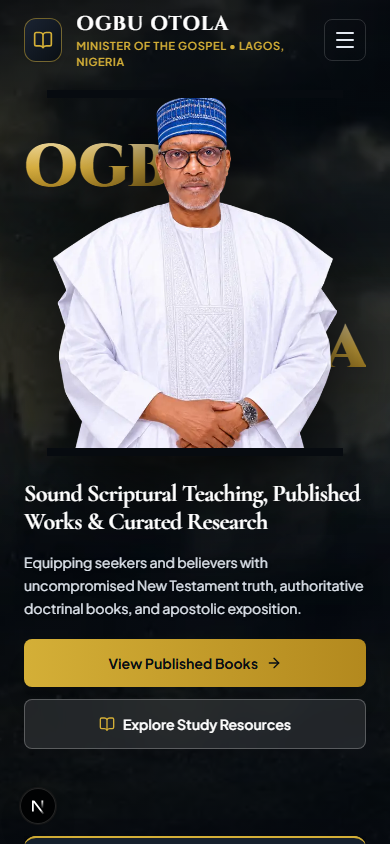 OGBU OTOLA
MINISTER OF THE GOSPEL • LAGOS,
NIGERIA
OGB
A
Sound Scriptural Teaching, Published
Works & Curated Research
Equipping seekers and believers with
uncompromised New Testament truth, authoritative
doctrinal books, and apostolic exposition.
View Published Books →
Explore Study Resources
N